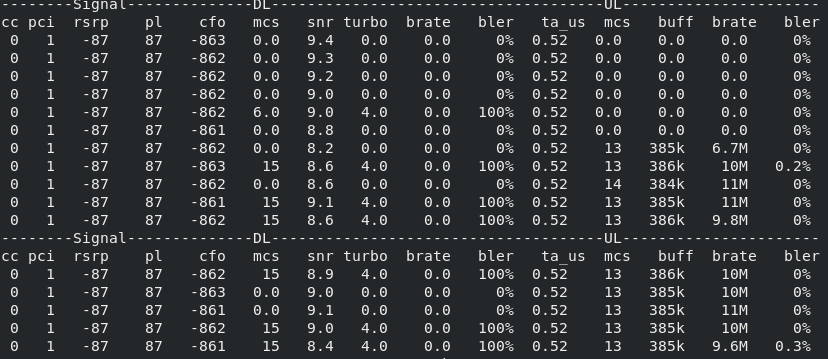 --------Signal--------------DL-------------------------------------UL----------------------
cc pci  rsrp    pl    cfo   mcs   snr turbo  brate   bler   ta_us  mcs   buff  brate   bler
 0   1   -87    87   -863   0.0   9.4   0.0    0.0     0%  0.52   0.0    0.0    0.0     0%
 0   1   -87    87   -862   0.0   9.3   0.0    0.0     0%  0.52   0.0    0.0    0.0     0%
 0   1   -87    87   -862   0.0   9.2   0.0    0.0     0%  0.52   0.0    0.0    0.0     0%
 0   1   -87    87   -862   0.0   9.0   0.0    0.0     0%  0.52   0.0    0.0    0.0     0%
 0   1   -87    87   -862   6.0   9.0   4.0    0.0   100%  0.52   0.0    0.0    0.0     0%
 0   1   -87    87   -861   0.0   8.8   0.0    0.0     0%  0.52   0.0    0.0    0.0     0%
 0   1   -87    87   -862   0.0   8.2   0.0    0.0     0%  0.52    13   385k   6.7M     0%
 0   1   -87    87   -863    15   8.6   4.0    0.0   100%  0.52    13   386k    10M   0.2%
 0   1   -87    87   -862   0.0   8.6   0.0    0.0     0%  0.52    14   384k    11M     0%
 0   1   -87    87   -861    15   9.1   4.0    0.0   100%  0.52    13   385k    11M     0%
 0   1   -87    87   -862    15   8.6   4.0    0.0   100%  0.52    13   386k   9.8M     0%
--------Signal--------------DL-------------------------------------UL----------------------
cc pci  rsrp    pl    cfo   mcs   snr turbo  brate   bler   ta_us  mcs   buff  brate   bler
 0   1   -87    87   -862    15   8.9   4.0    0.0   100%  0.52    13   386k    10M     0%
 0   1   -87    87   -863   0.0   9.0   0.0    0.0     0%  0.52    13   385k    10M     0%
 0   1   -87    87   -861   0.0   9.1   0.0    0.0     0%  0.52    13   385k    11M     0%
 0   1   -87    87   -862    15   9.0   4.0    0.0   100%  0.52    13   385k    10M     0%
 0   1   -87    87   -861    15   8.4   4.0    0.0   100%  0.52    13   385k   9.6M   0.3%